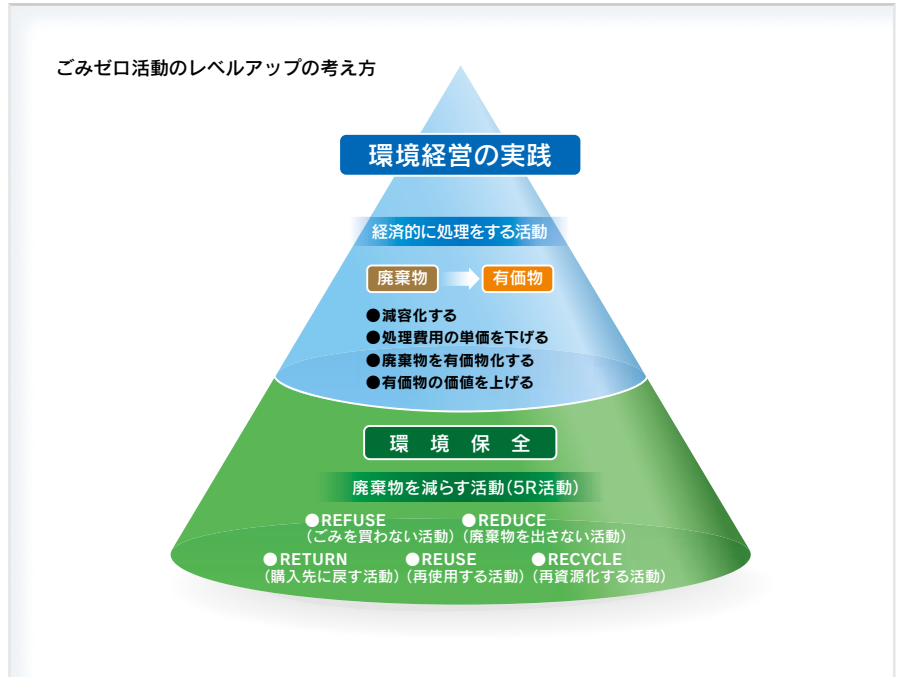 ごみゼロ活動のレベルアップの考え方
環境経営の実践
経済的に処理をする活動
廃棄物 有価物
●減容化する
●処理費用の単価を下げる
●廃棄物を有価物化する
●有価物の価値を上げる
環境保全
廃棄物を減らす活動(5R活動)
●REFUSE ●REDUCE
(ごみを買わない活動) (廃棄物を出さない活動)
●RETURN ●REUSE ●RECYCLE
(購入先に戻す活動) (再使用する活動) (再資源化する活動)